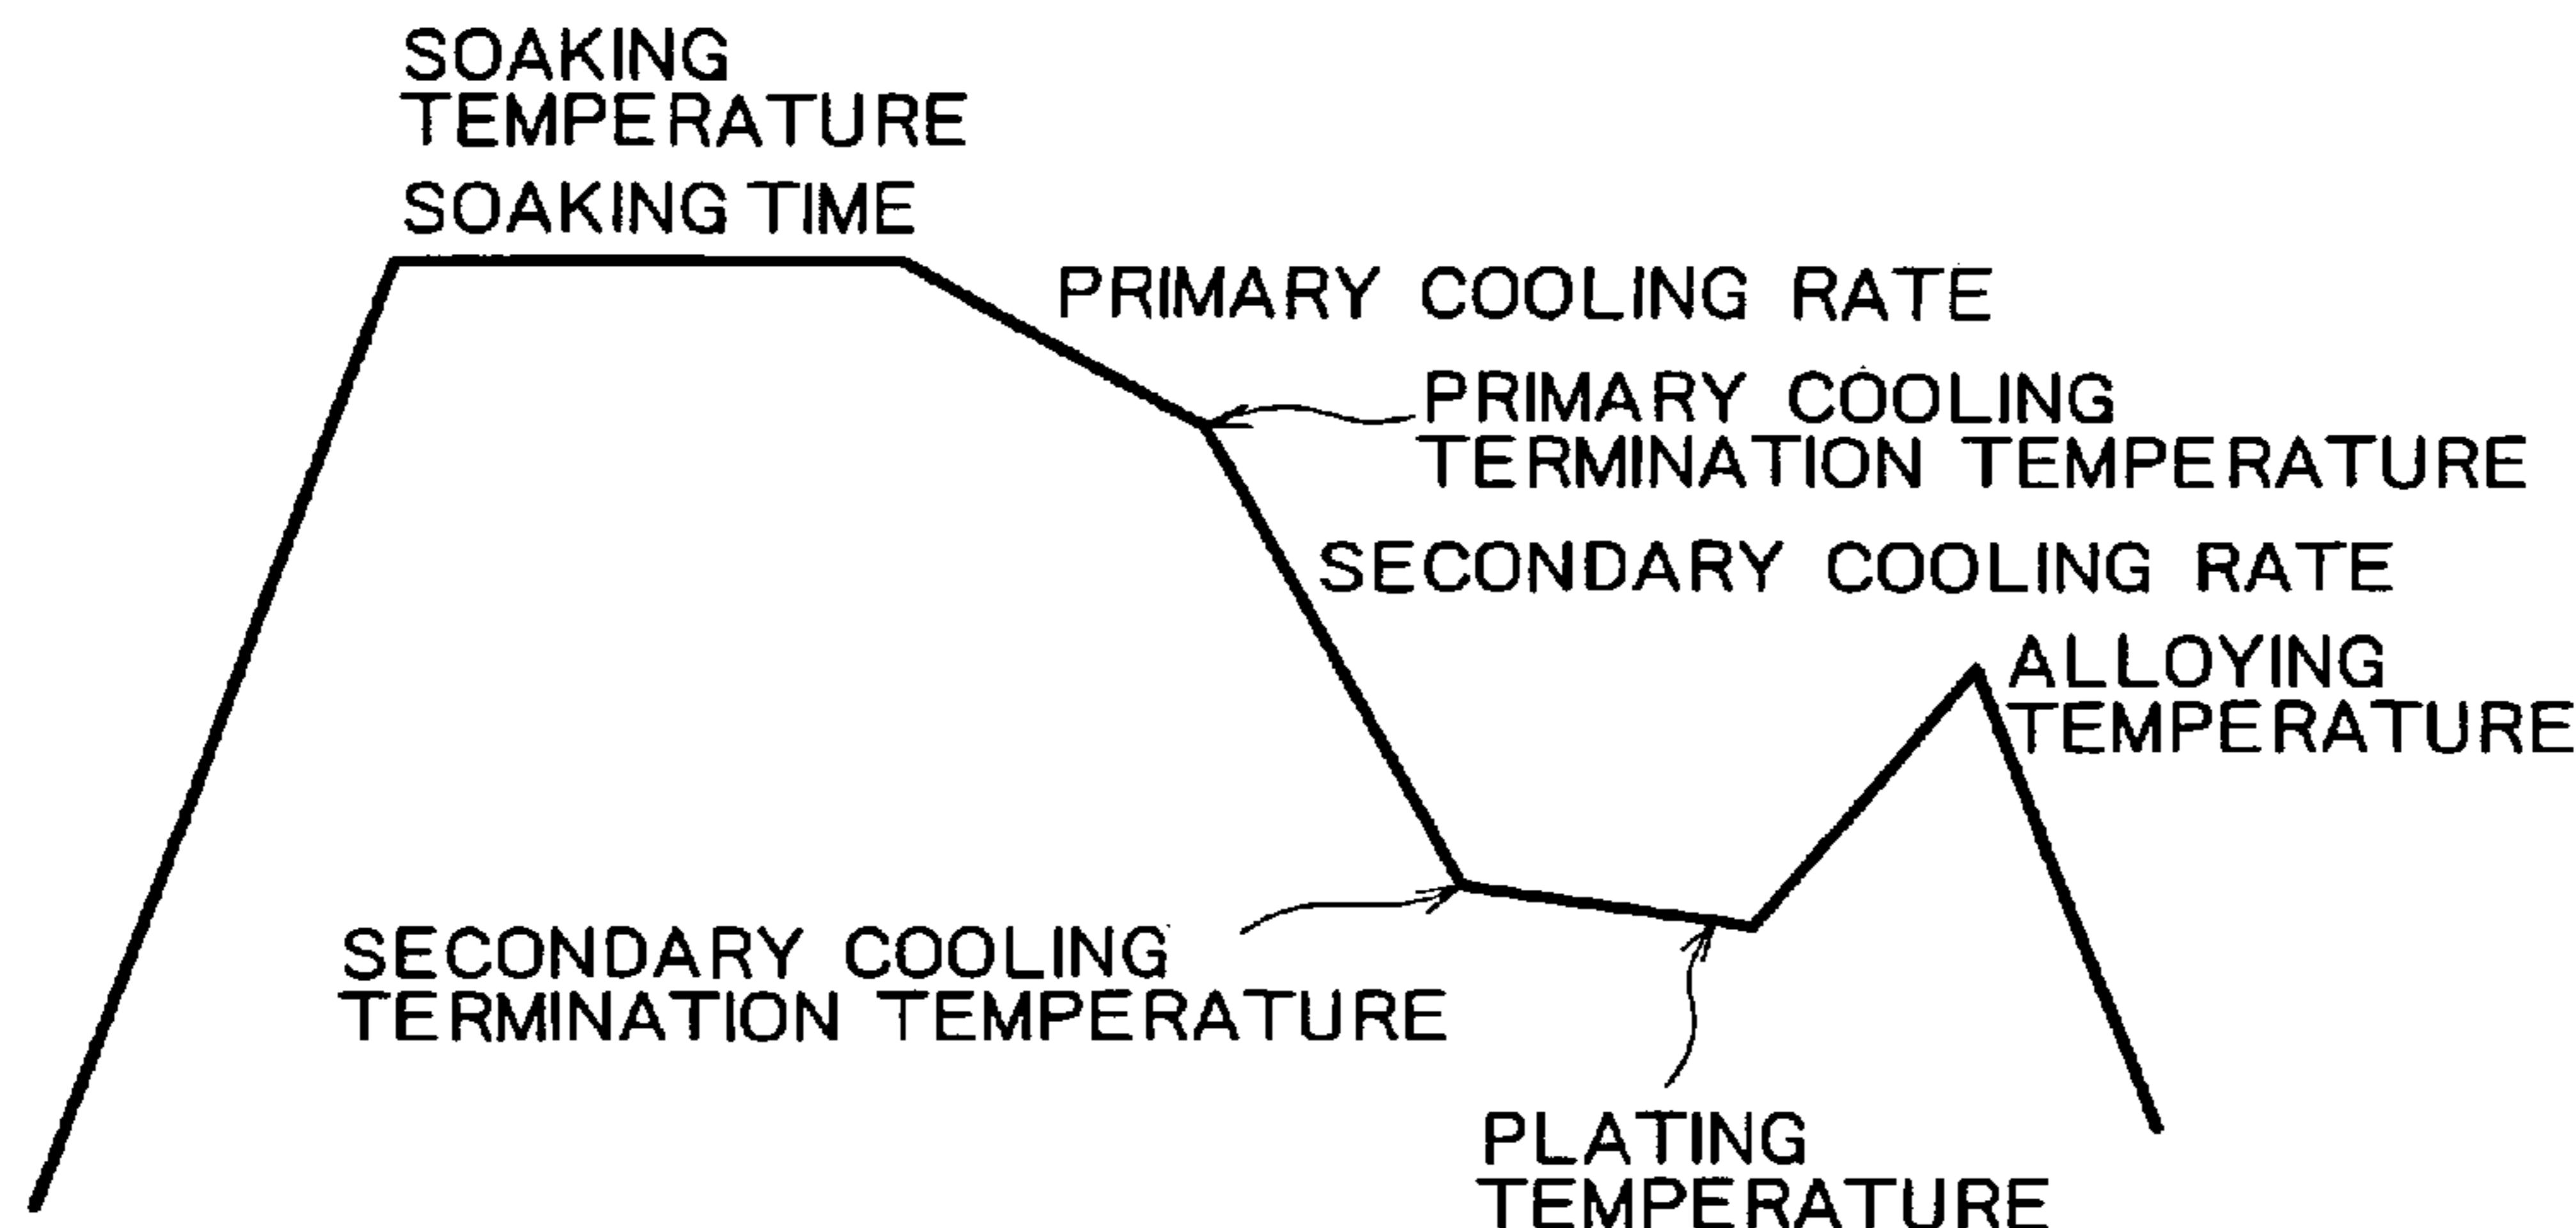 SOAKING
TEMPERATURE
SOAKING TIME
PRIMARY COOLING RATE
PRIMARY COOLING
TERMINATION TEMPERATURE
SECONDARY COOLING RATE
ALLOYING
TEMPERATURE
SECONDARY COOLING
TERMINATION TEMPERATURE
PLATING
TEMPERATURE